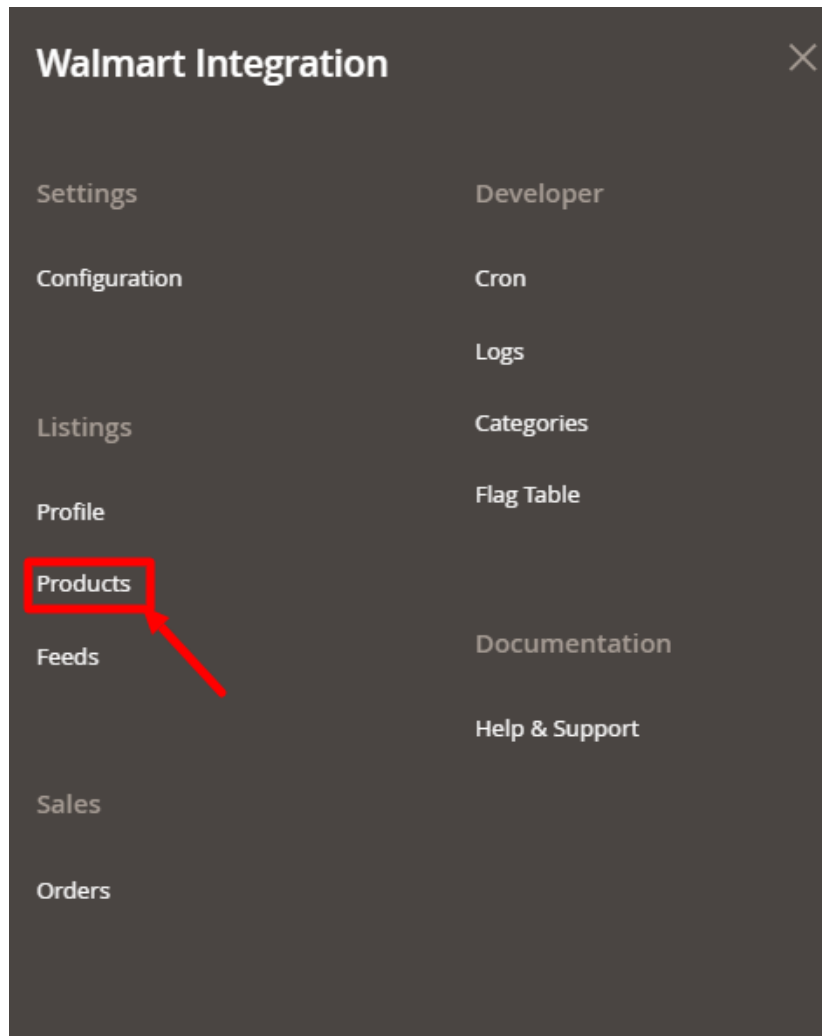 Walmart Integration
Settings
Configuration
Listings
Profile
Products
Feeds
Sales
Orders
Developer
Cron
Logs
Categories
Flag Table
Documentation
Help & Support